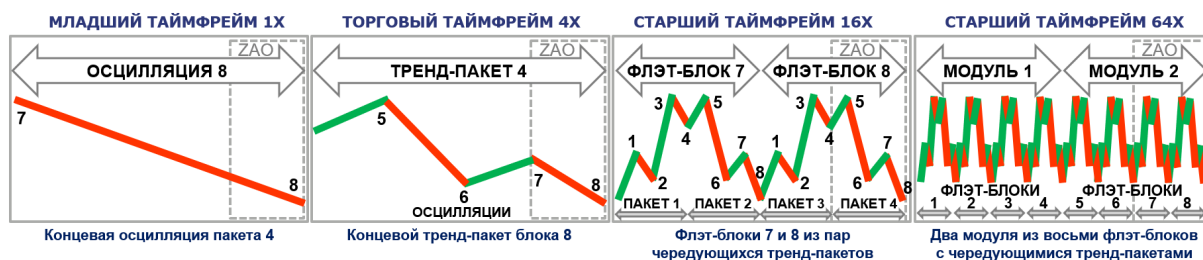 МЛАДШИЙ ТАЙМФРЕЙМ 1X
ZAO
ОСЦИЛЛЯЦИЯ 8
7
8
Концевая осцилляция пакета 4
ТОРГОВЫЙ ТАЙМФРЕЙМ 4X
ZAO
ТРЕНД-ПАКЕТ 4
5
6
7
8
ОСЦИЛЛЯЦИИ
Концевой тренд-пакет блока 8
СТАРШИЙ ТАЙМФРЕЙМ 16X
ZAO
ФЛЭТ-БЛОК 7 ФЛЭТ-БЛОК 8
1 2 3 4 5 6 7 8 1 2 3 4 5 6 7 8
ПАКЕТ 1 ПАКЕТ 2 ПАКЕТ 3 ПАКЕТ 4
Флэт-блоки 7 и 8 из пар
чередующихся тренд-пакетов
СТАРШИЙ ТАЙМФРЕЙМ 64X
ZAO
МОДУЛЬ 1 МОДУЛЬ 2
ФЛЭТ-БЛОКИ ФЛЭТ-БЛОКИ
1 2 3 4 5 6 7 8
Два модуля из восьми флэт-блоков
с чередующимися тренд-пакетами